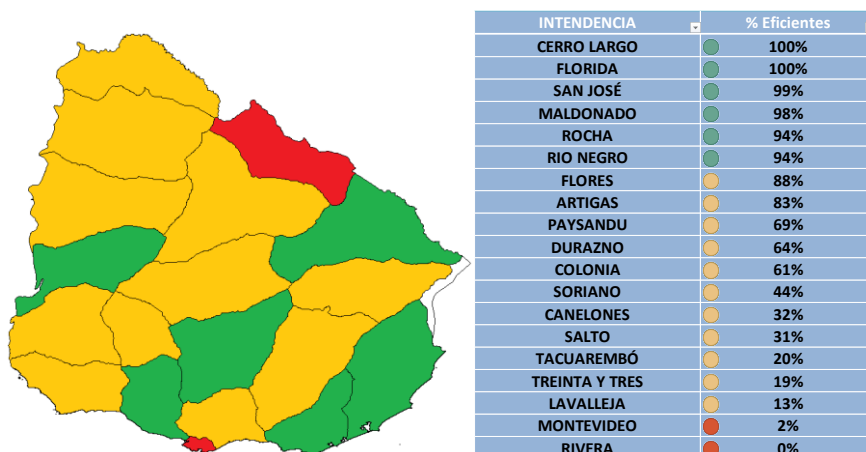 INTENDENCIA % Eficientes
CERRO LARGO 100%
FLORIDA 100%
SAN JOSÉ 99%
MALDONADO 98%
ROCHA 94%
RIO NEGRO 94%
FLORES 88%
ARTIGAS 83%
PAYSANDU 69%
DURAZNO 64%
COLONIA 61%
SORIANO 44%
CANELONES 32%
SALTO 31%
TACUAREMBÓ 20%
TREINTA Y TRES 19%
LAVALLEJA 13%
MONTEVIDEO 2%
RIVERA 0%